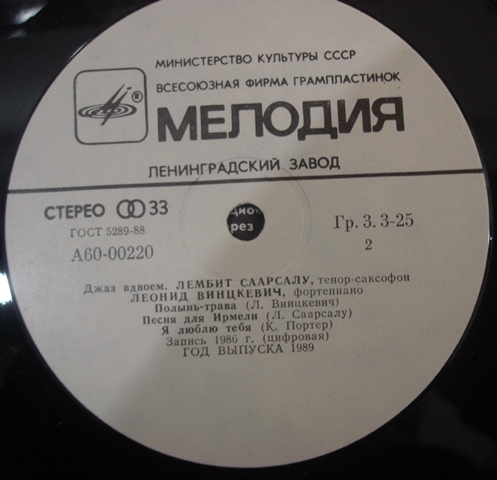 МИНИСТЕРСТВО КУЛЬТУРЫ СССР
ВСЕСОЮЗНАЯ ФИРМА ГРАМПЛАСТИНОК
®
МЕЛОДИЯ
ЛЕНИНГРАДСКИЙ ЗАВОД
СТЕРЕО 33
ГОСТ 5289-88
А60-00220
Гр. 3. 3-25
2
Джаз вдвоем. ЛЕМБИТ СААРСАЛУ, тенор-саксофон
ЛЕОНИД ВИНЦКЕВИЧ, фортепиано
Полынь-трава (Л. Винцкевич)
Песня для Ирмели (Л. Саарсалу)
Я люблю тебя (К. Портер)
Запись 1986 г. (цифровая)
ГОД ВЫПУСКА 1989